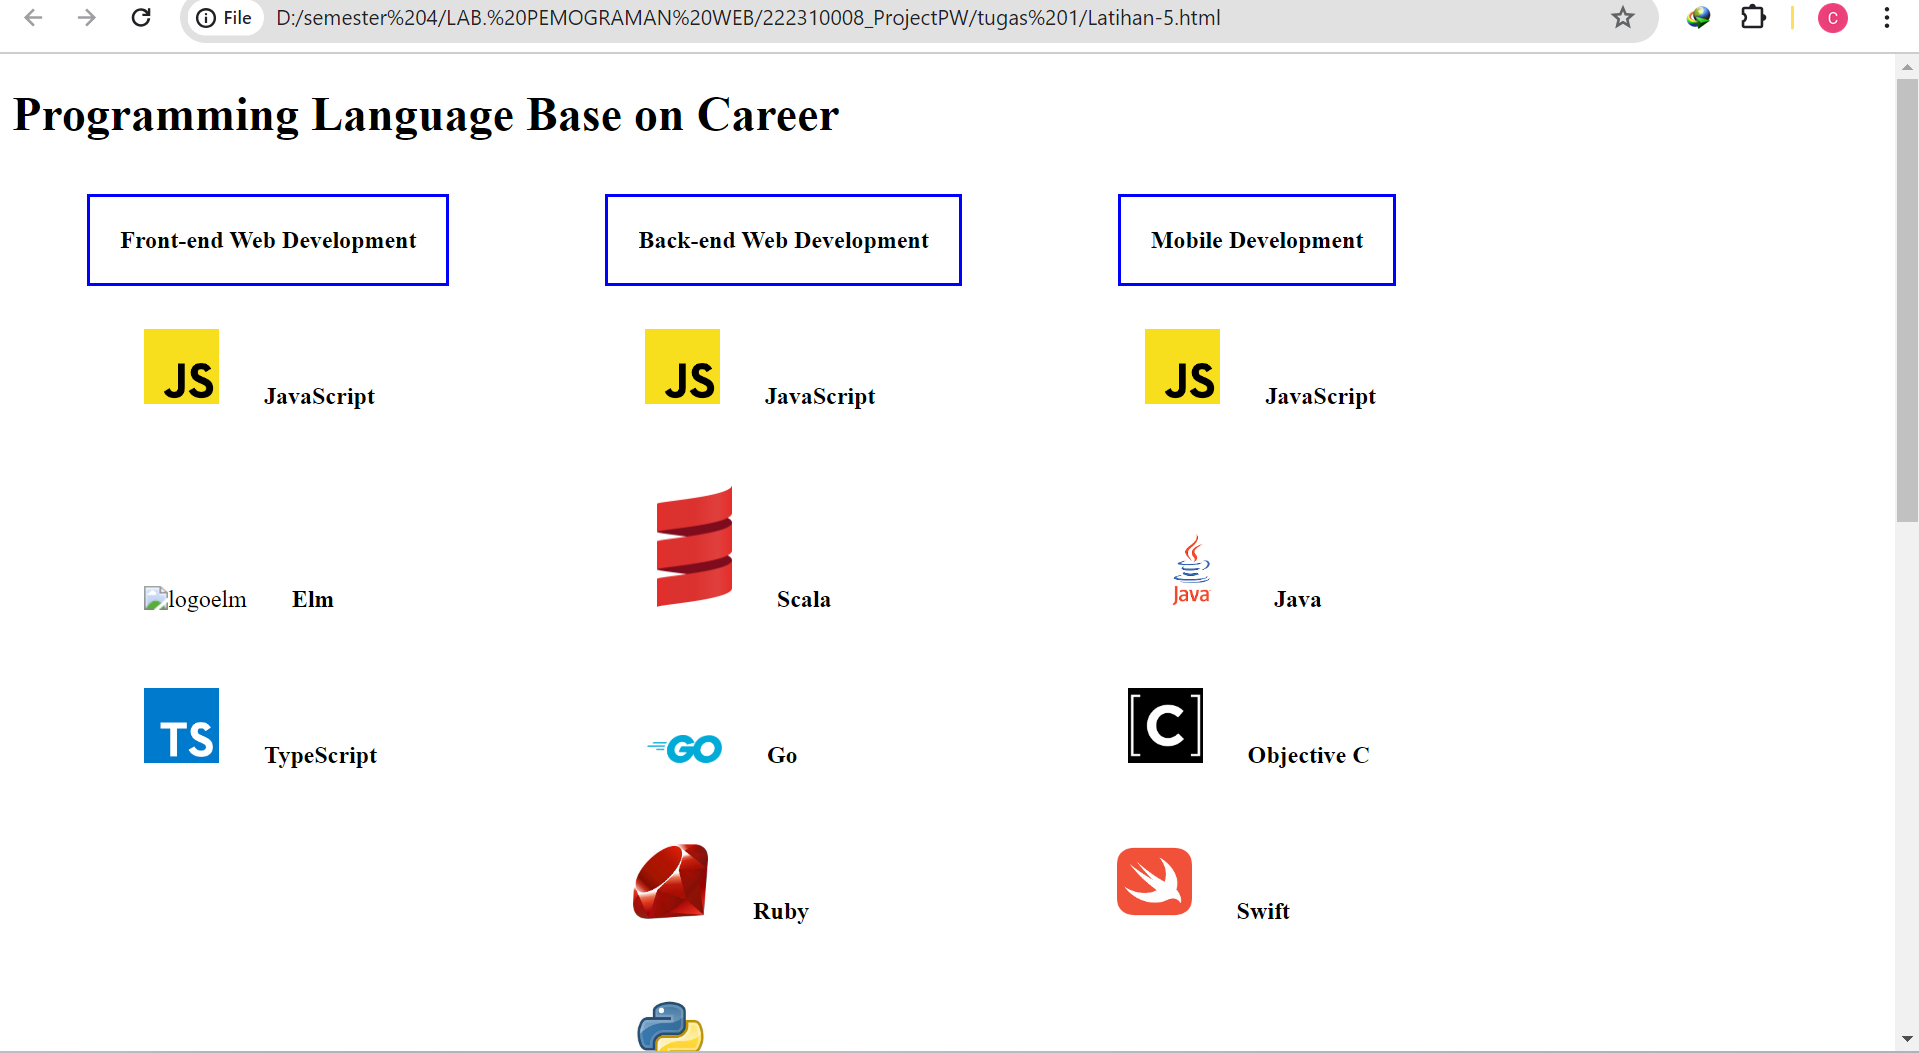 File D:/semester%204/LAB.%20PEMOGRAMAN%20WEB/222310008_ProjectPW/tugas%201/Latihan-5.html C
Programming Language Base on Career
Front-end Web Development Back-end Web Development Mobile Development
JS JavaScript JS JavaScript JS JavaScript
logoelm Elm Scala Java Java
TS TypeScript GO Go [C] Objective C
Ruby Swift